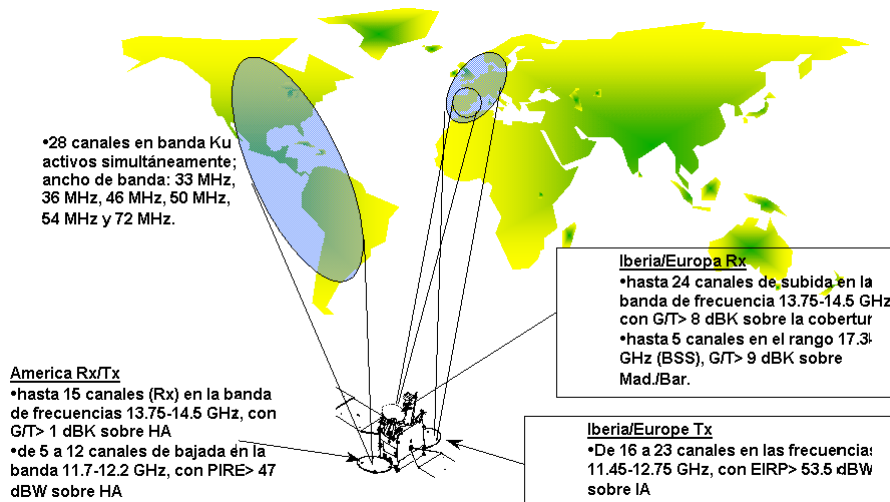 •28 canales en banda Ku
activos simultáneamente;
ancho de banda: 33 MHz,
36 MHz, 46 MHz, 50 MHz,
54 MHz y 72 MHz.
Iberia/Europa Rx
•hasta 24 canales de subida en la
banda de frecuencia 13.75-14.5 GHz
con G/T> 8 dBK sobre la cobertur
•hasta 5 canales en el rango 17.3
GHz (BSS), G/T> 9 dBK sobre
Mad./Bar.
America Rx/Tx
•hasta 15 canales (Rx) en la banda
de frecuencias 13.75-14.5 GHz, con
G/T> 1 dBK sobre HA
•de 5 a 12 canales de bajada en la
banda 11.7-12.2 GHz, con PIRE> 47
dBW sobre HA
Iberia/Europe Tx
•De 16 a 23 canales en las frecuencias
11.45-12.75 GHz, con EIRP> 53.5 dBW
sobre IA